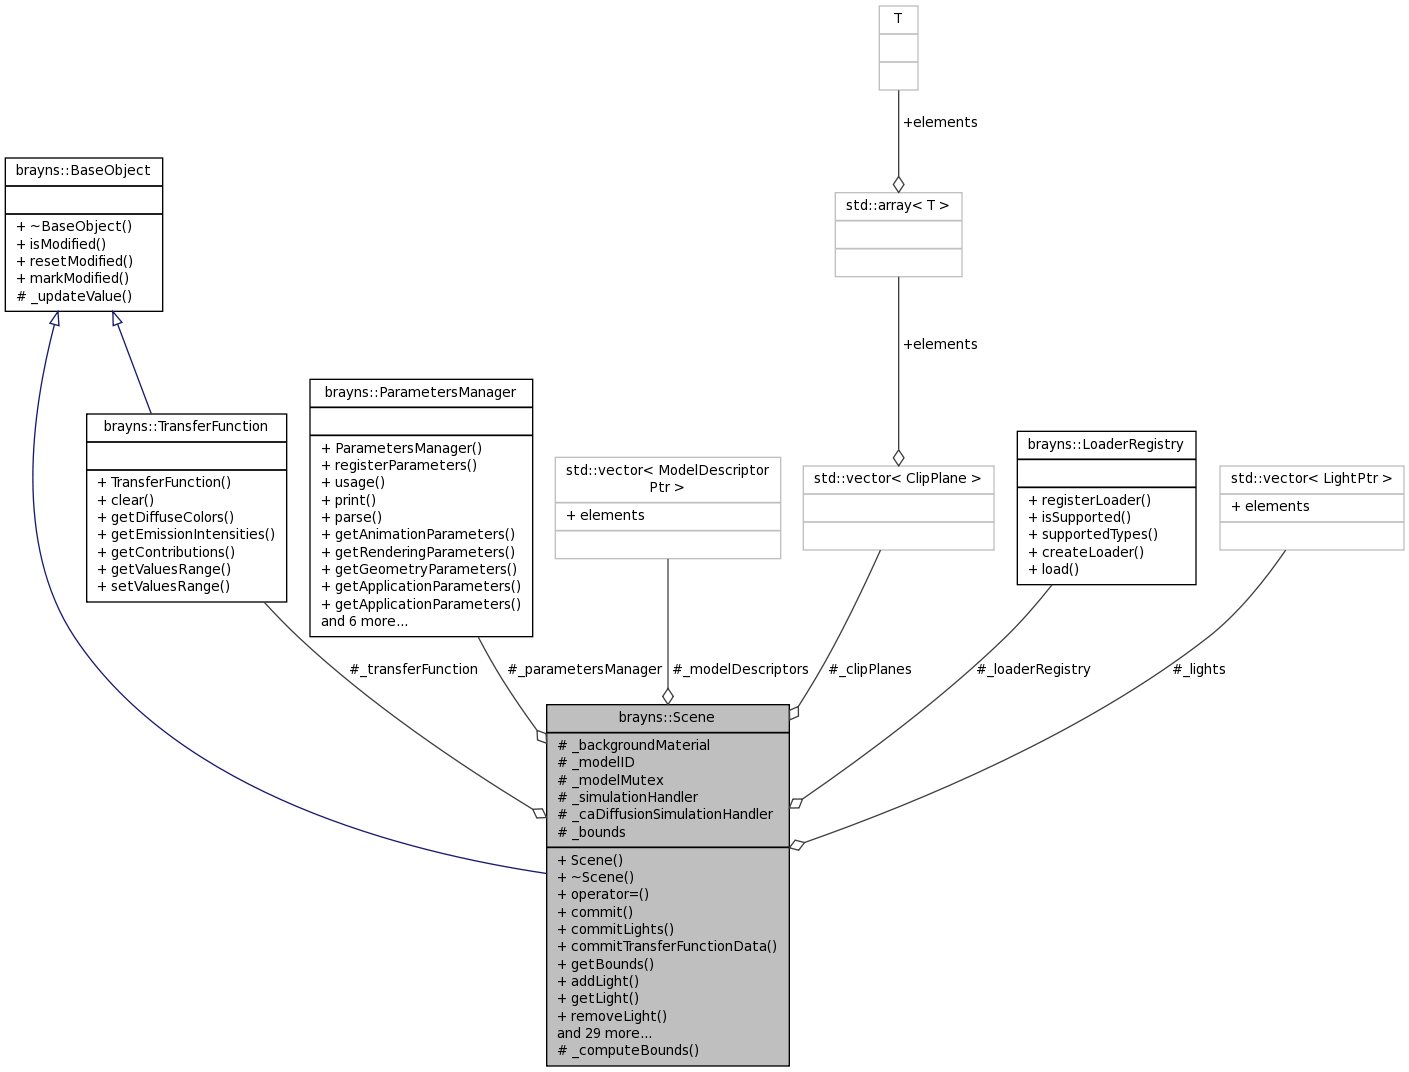 T
+elements
brayns::BaseObject
+ ~BaseObject()
+ isModified()
+ resetModified()
+ markModified()
# _updateValue()
std::array< T >
+elements
brayns::TransferFunction
+ TransferFunction()
+ clear()
+ getDiffuseColors()
+ getEmissionIntensities()
+ getContributions()
+ getValuesRange()
+ setValuesRange()
brayns::ParametersManager
+ ParametersManager()
+ registerParameters()
+ usage()
+ print()
+ parse()
+ getAnimationParameters()
+ getRenderingParameters()
+ getGeometryParameters()
+ getApplicationParameters()
+ getApplicationParameters()
and 6 more...
std::vector< ModelDescriptor
Ptr >
+ elements
std::vector< ClipPlane >
brayns::LoaderRegistry
+ registerLoader()
+ isSupported()
+ supportedTypes()
+ createLoader()
+ load()
std::vector< LightPtr >
+ elements
#_transferFunction
#_parametersManager
#_modelDescriptors
#_clipPlanes
#_loaderRegistry
#_lights
brayns::Scene
# _backgroundMaterial
# _modelID
# _modelMutex
# _simulationHandler
# _caDiffusionSimulationHandler
# _bounds
+ Scene()
+ ~Scene()
+ operator=()
+ commit()
+ commitLights()
+ commitTransferFunctionData()
+ getBounds()
+ addLight()
+ getLight()
+ removeLight()
and 29 more...
# _computeBounds()